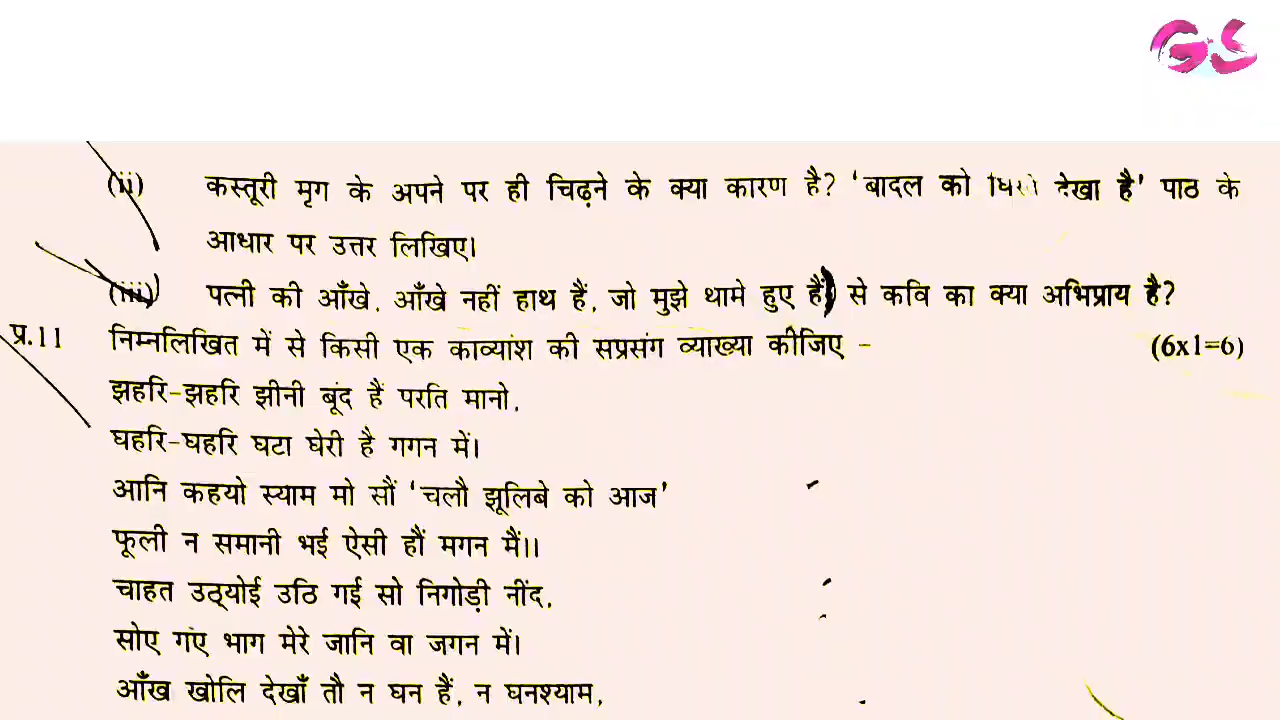 GS
(ii) कस्तूरी मृग के अपने पर ही चिढ़ने के क्या कारण है? 'बादल को घिरते देखा है' पाठ के
आधार पर उत्तर लिखिए।
(iii) पत्नी की आँखे, आँखे नहीं हाथ हैं, जो मुझे थामे हुए हैं) से कवि का क्या अभिप्राय है?
प्र.11 निम्नलिखित में से किसी एक काव्यांश की सप्रसंग व्याख्या कीजिए – (6x1=6)
झहरि-झहरि झीनी बूंद हैं परति मानो,
घहरि-घहरि घटा घेरी है गगन में।
आनि कहयो स्याम मो सौं 'चलौ झूलिबे को आज'
फूली न समानी भई ऐसी हौं मगन मैं।।
चाहत उठ्योई उठि गई सो निगोड़ी नींद,
सोए गंए भाग मेरे जानि वा जगन में।
आँख खोलि देखौं तौ न घन हैं, न घनश्याम,